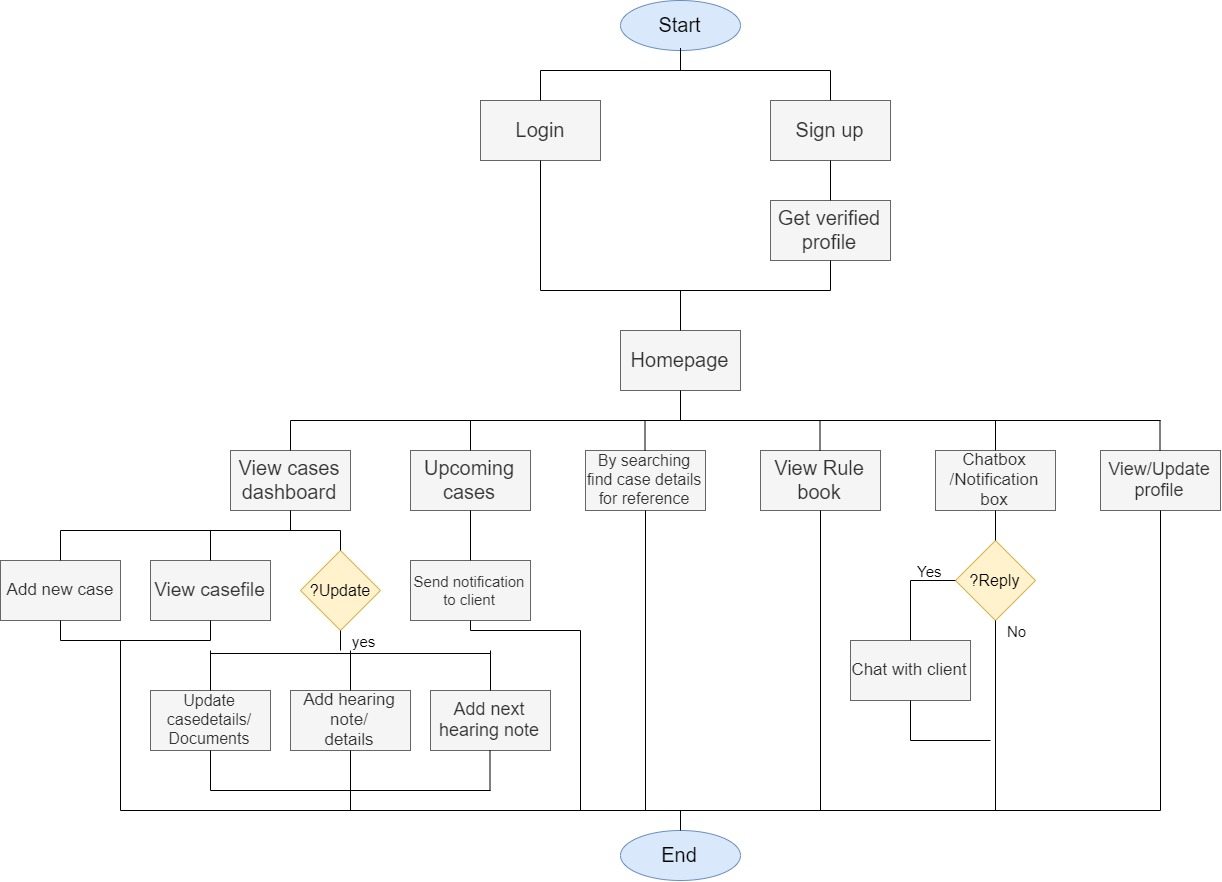 Start
Login
Sign up
Get verified
profile
Homepage
View cases
dashboard
Upcoming
cases
By searching
find case details
for reference
View Rule
book
Chatbox
/Notification
box
View/Update
profile
Add new case
View casefile
?Update
Send notification
to client
Yes
?Reply
No
yes
Chat with client
Update
casedetails/
Documents
Add hearing
note/
details
Add next
hearing note
End